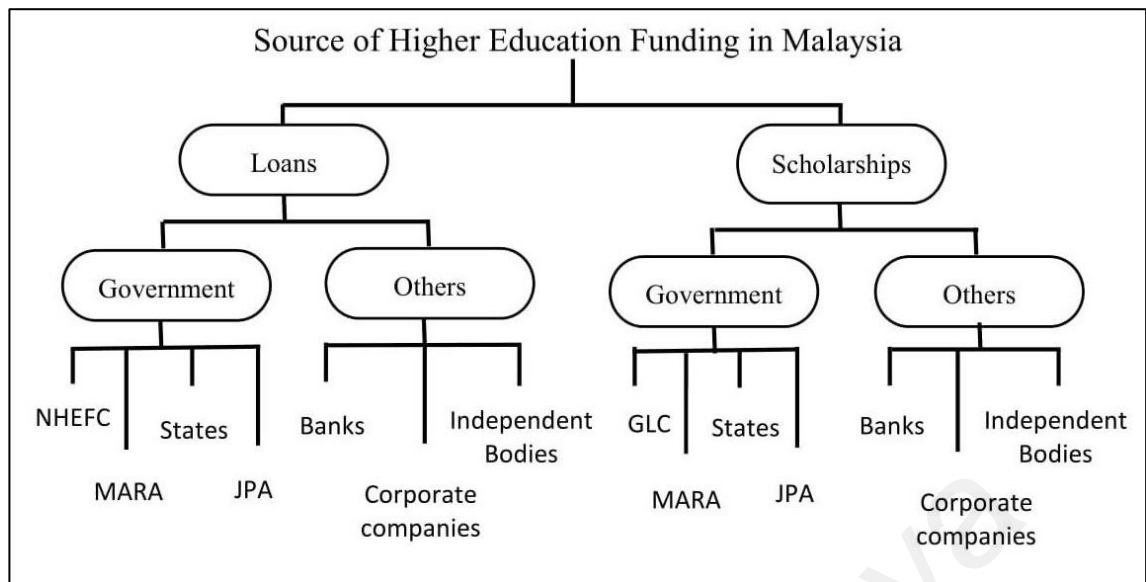 Source of Higher Education Funding in Malaysia
Loans
Scholarships
Government
Others
Government
Others
NHEFC
MARA
States
JPA
Banks
Corporate
companies
Independent
Bodies
GLC
MARA
States
JPA
Banks
Corporate
companies
Independent
Bodies